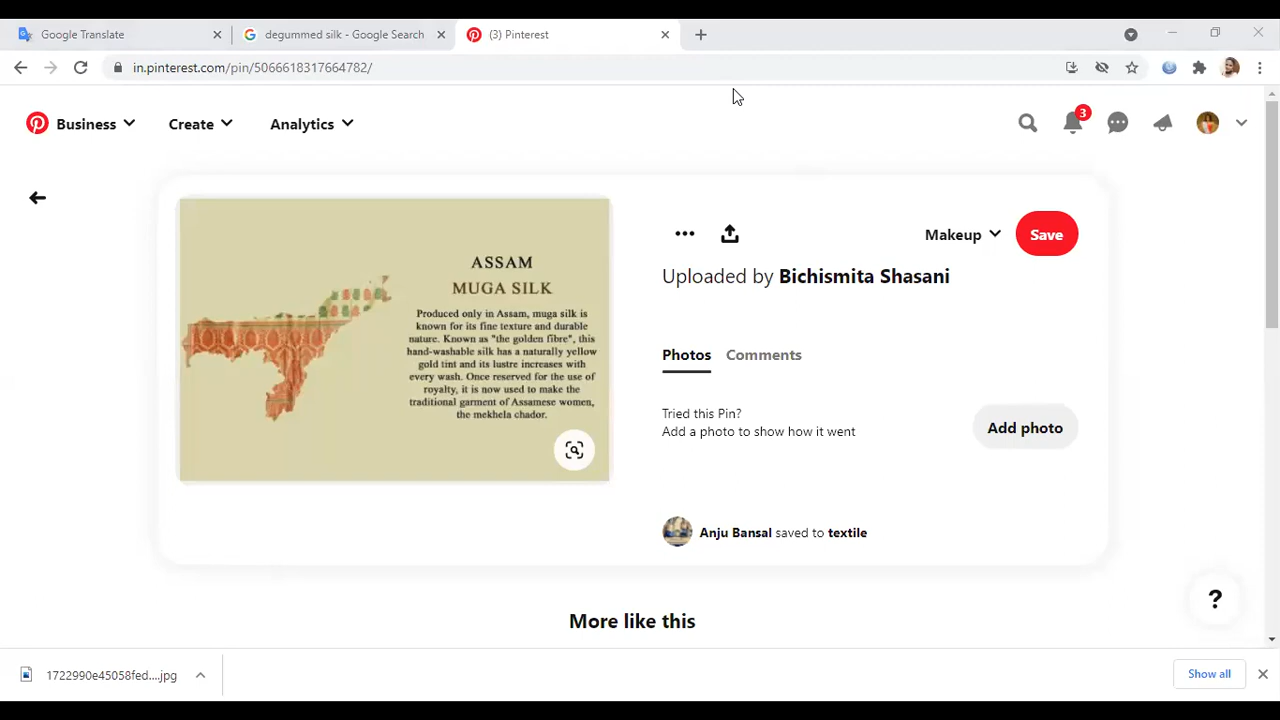 Google Translate
degummed silk - Google Search
(3) Pinterest
in.pinterest.com/pin/5066618317664782/
Business
Create
Analytics
3
Makeup
Save
Uploaded by Bichismita Shasani
ASSAM
MUGA SILK
Produced only in Assam, muga silk is
known for its fine texture and durable
nature. Known as "the golden fibre", this
hand-washable silk has a naturally yellow
gold tint and its lustre increases with
every wash. Once reserved for the use of
royalty, it is now used to make the
traditional garment of Assamese women,
the mekhela chador.
Photos Comments
Tried this Pin?
Add a photo to show how it went
Add photo
Anju Bansal saved to textile
?
More like this
1722990e45058fed....jpg
Show all